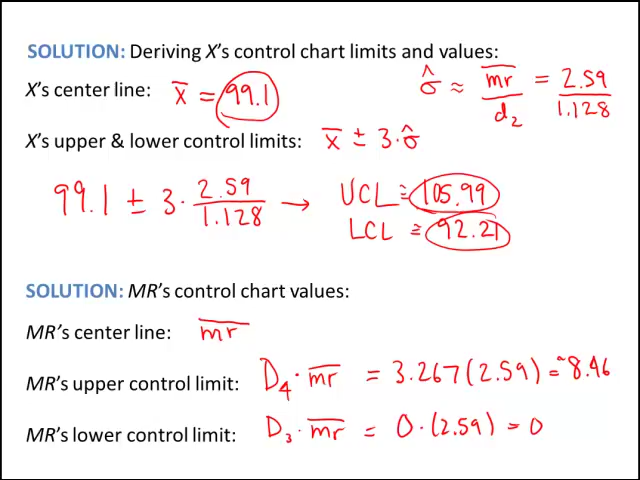 SOLUTION: Deriving X's control chart limits and values:
X's center line: x̅ = 99.1
σ̂ ≈ m̅r̅ / d₂ = 2.59 / 1.128
X's upper & lower control limits: x̅ ± 3·σ̂
99.1 ± 3 · 2.59 / 1.128 → UCL ≅ 105.99
LCL ≅ 92.21
SOLUTION: MR's control chart values:
MR's center line: m̅r̅
MR's upper control limit: D₄ · m̅r̅ = 3.267(2.59) ≅ 8.46
MR's lower control limit: D₃ · m̅r̅ = 0·(2.59) = 0